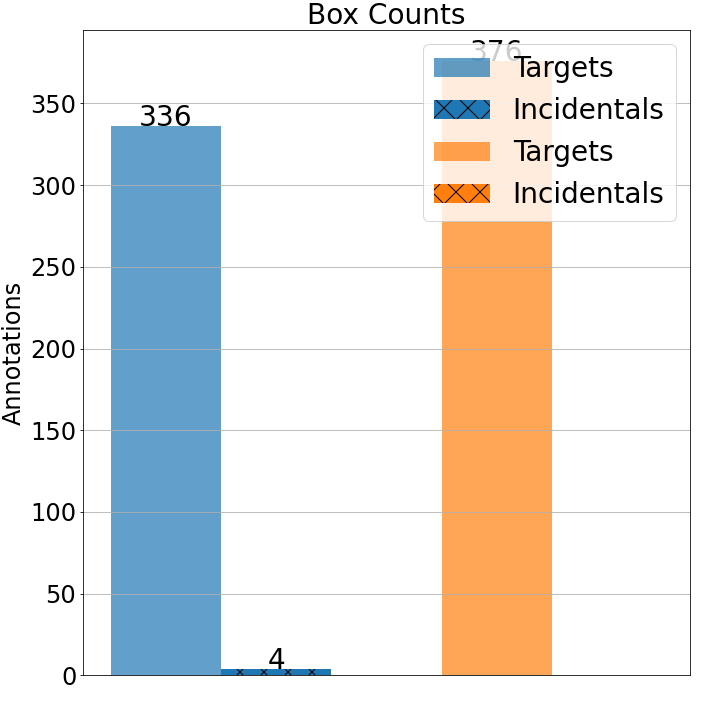 Box Counts
376
Targets
Incidentals
Targets
Incidentals
336
4
Annotations
350
300
250
200
150
100
50
0